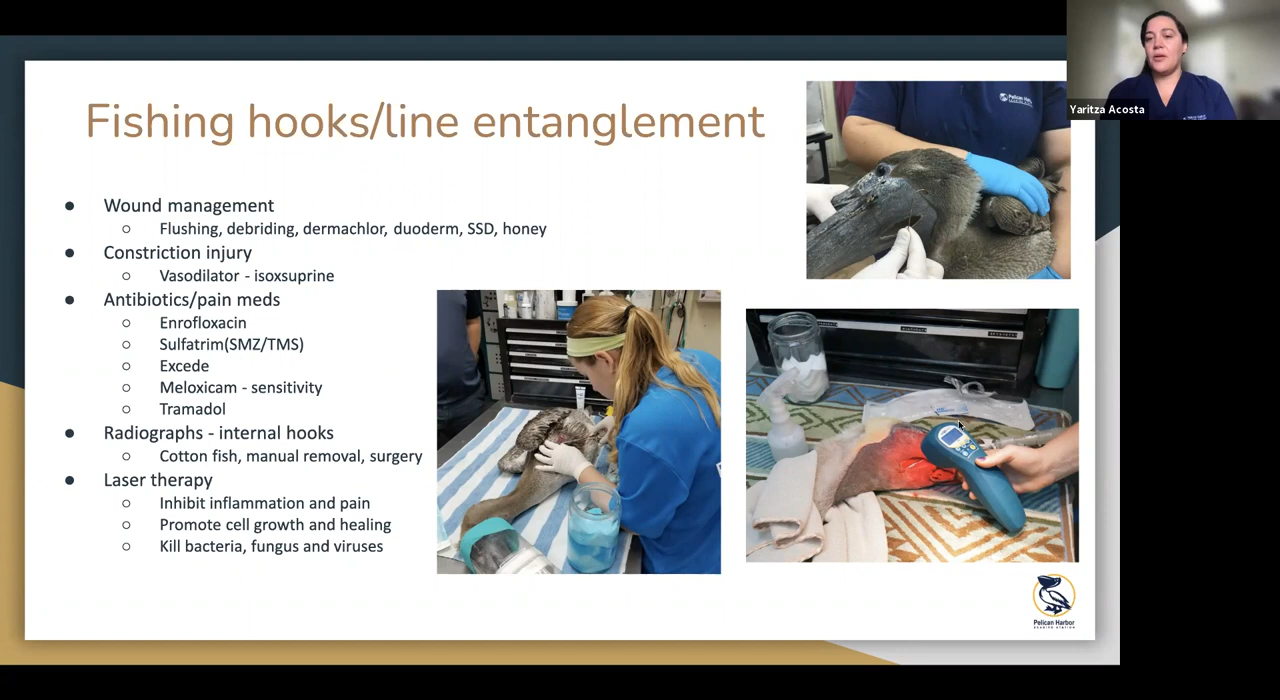 Fishing hooks/line entanglement
● Wound management
○ Flushing, debriding, dermachlor, duoderm, SSD, honey
● Constriction injury
○ Vasodilator - isoxsuprine
● Antibiotics/pain meds
○ Enrofloxacin
○ Sulfatrim(SMZ/TMS)
○ Excede
○ Meloxicam - sensitivity
○ Tramadol
● Radiographs - internal hooks
○ Cotton fish, manual removal, surgery
● Laser therapy
○ Inhibit inflammation and pain
○ Promote cell growth and healing
○ Kill bacteria, fungus and viruses
Yaritza Acosta
Pelican Harbor